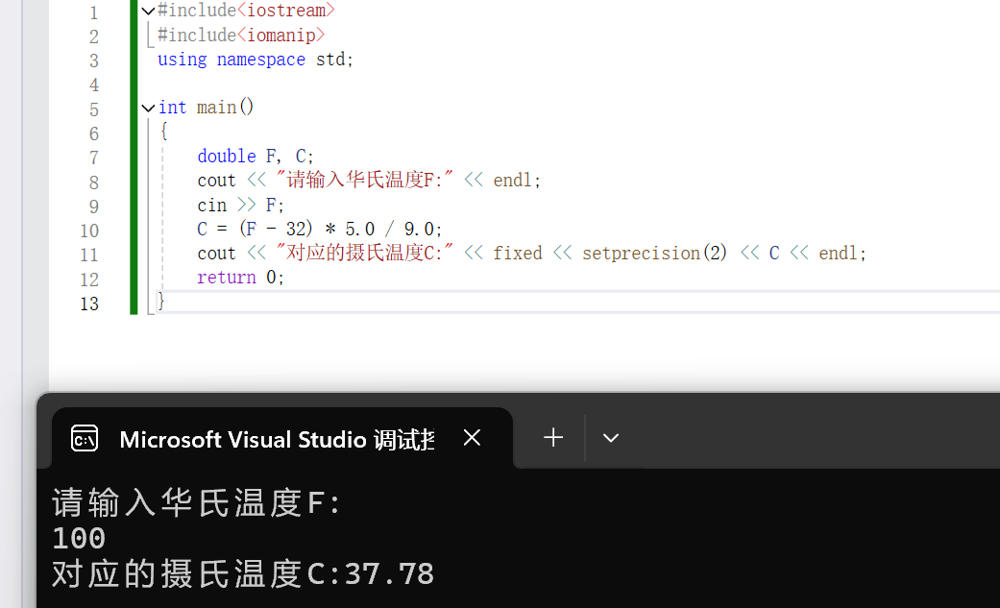 1 #include<iostream>
2 #include<iomanip>
3 using namespace std;
4
5 int main()
6 {
7 double F, C;
8 cout << "请输入华氏温度F:" << endl;
9 cin >> F;
10 C = (F - 32) * 5.0 / 9.0;
11 cout << "对应的摄氏温度C:" << fixed << setprecision(2) << C << endl;
12 return 0;
13 }
Microsoft Visual Studio 调试
请输入华氏温度F:
100
对应的摄氏温度C:37.78